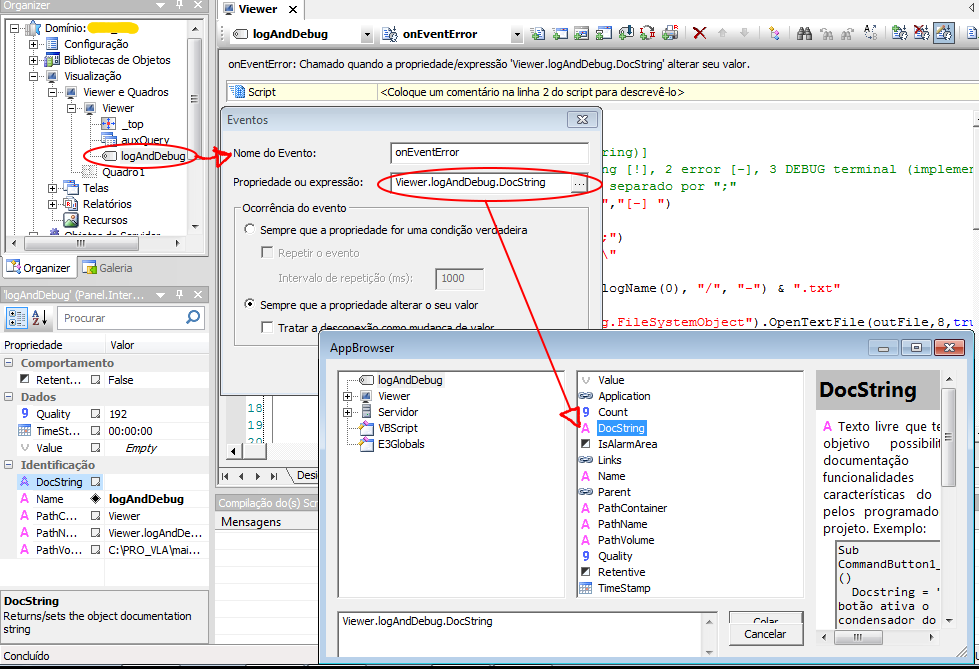 Organizer
Domínio:
Configuração
Bibliotecas de Objetos
Visualização
Viewer e Quadros
Viewer
_top
auxQuery
logAndDebug
Quadro1
Telas
Relatórios
Recursos
Organizer
Galeria
'logAndDebug' (Panel.Inter...
Procurar
Propriedade Valor
Comportamento
Retent... False
Dados
Quality 192
TimeSt... 00:00:00
Value Empty
Identificação
DocString
Name logAndDebug
PathC... Viewer
PathN... Viewer.logAndDe...
PathVo... C:\PRO_VLA\mai...
DocString
Returns/sets the object documentation
string
Concluído
Viewer
logAndDebug onEventError
onEventError: Chamado quando a propriedade/expressão 'Viewer.logAndDebug.DocString' alterar seu valor.
Script <Coloque um comentário na linha 2 do script para descrevê-lo>
ring)]
ng [!], 2 error [-], 3 DEBUG terminal (implemen
separado por ";"
","[-] ")
;")
\"
logName(0), "/", "-") & ".txt"
g.FileSystemObject").OpenTextFile(outFile,8,tru
18
19
20
Desi
Compilação do(s) Scr
Mensagens
Eventos
Nome do Evento: onEventError
Propriedade ou expressão: Viewer.logAndDebug.DocString ...
Ocorrência do evento
Sempre que a propriedade for uma condição verdadeira
Repetir o evento
Intervalo de repetição (ms): 1000
Sempre que a propriedade alterar o seu valor
Tratar a desconexão como mudança de valor
AppBrowser
logAndDebug
Viewer
Servidor
VBScript
E3Globals
Value
Application
Count
DocString
IsAlarmArea
Links
Name
Parent
PathContainer
PathName
PathVolume
Quality
Retentive
TimeStamp
DocString
A Texto livre que te
objetivo possibilit
documentação
funcionalidades
características do
pelos programado
projeto. Exemplo:
Sub
CommandButton1_
()
Docstring = "
botão ativa o
condensador do
Viewer.logAndDebug.DocString
Colar
Cancelar